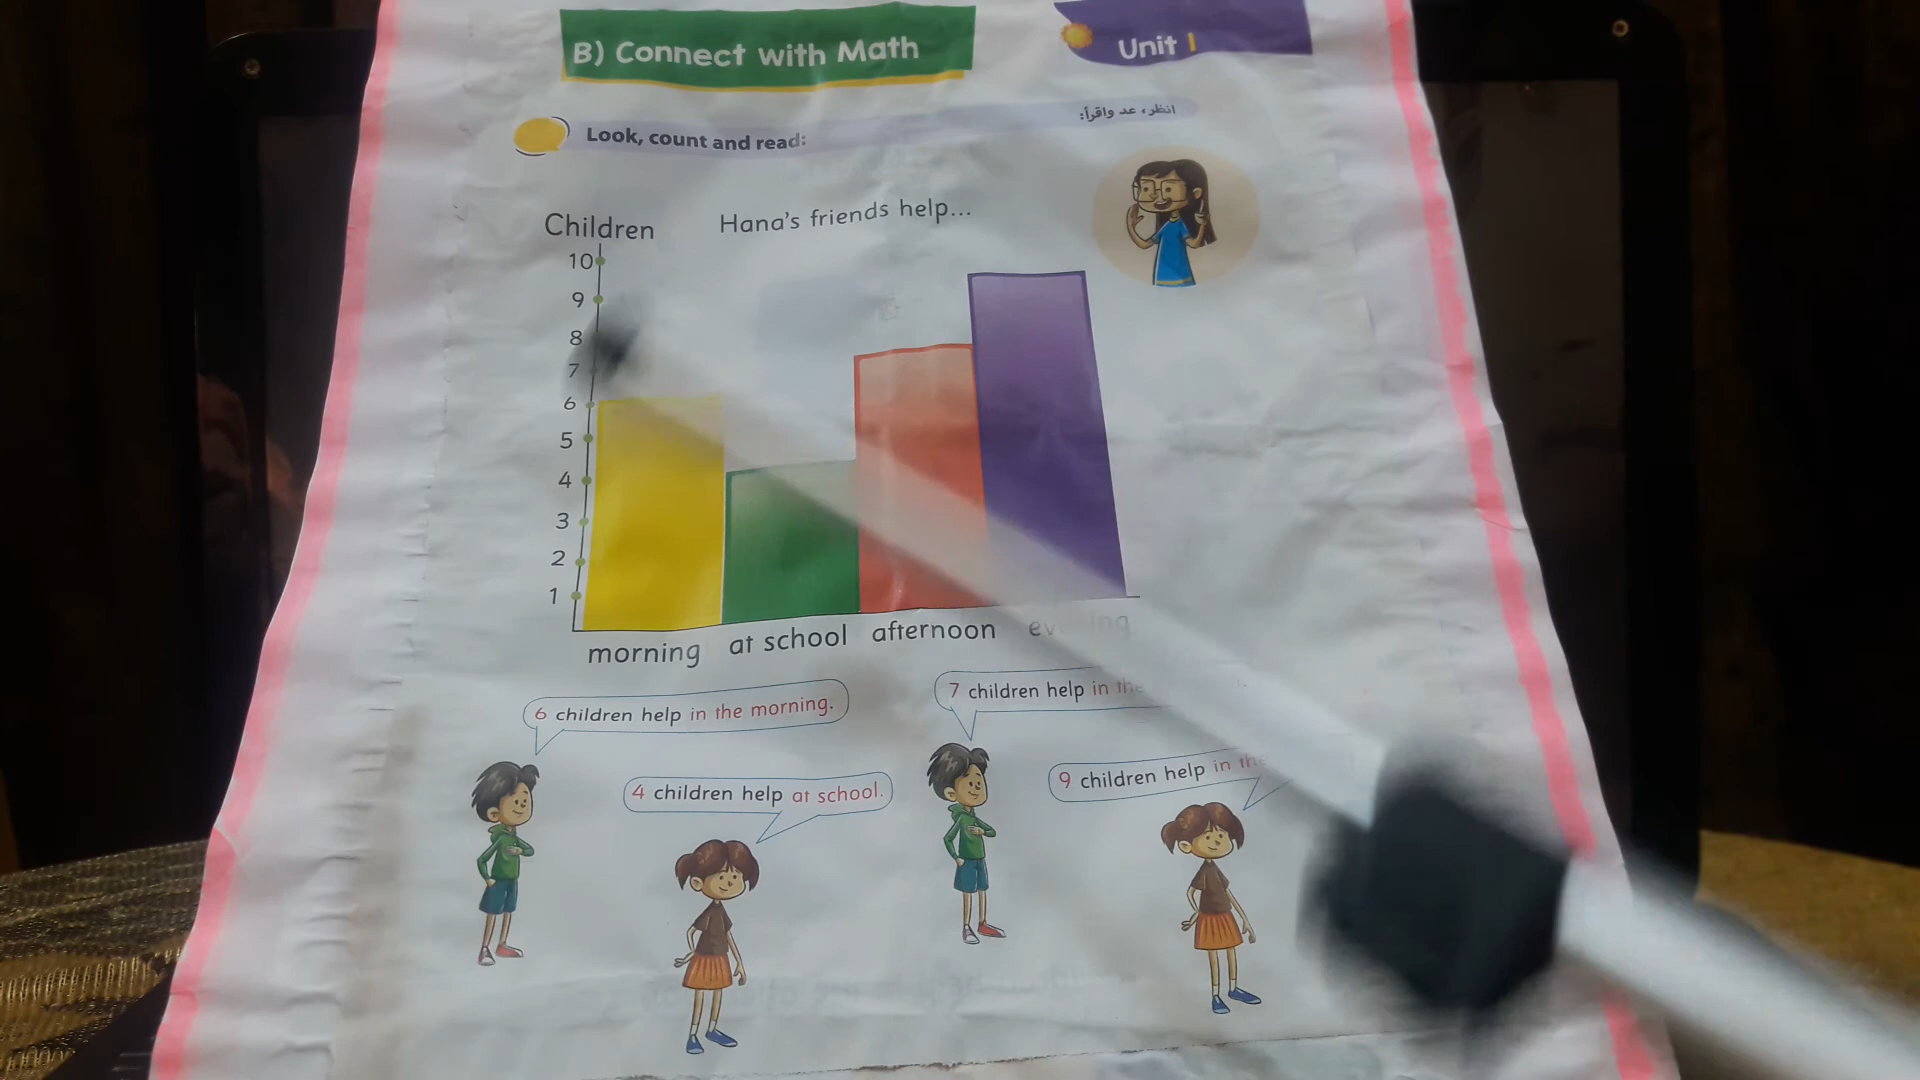 B) Connect with Math
Unit 1
Look, count and read:
انظر، عد واقرأ:
Children
Hana's friends help...
10
9
8
7
6
5
4
3
2
1
morning at school afternoon
6 children help in the morning.
7 children help in the
4 children help at school.
9 children help in